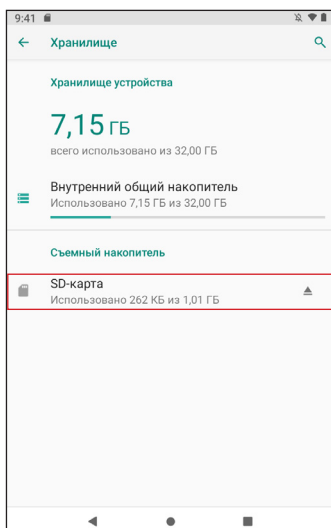 9:41
Хранилище
Хранилище устройства
7,15 ГБ
всего использовано из 32,00 ГБ
Внутренний общий накопитель
Использовано 7,15 ГБ из 32,00 ГБ
Съемный накопитель
SD-карта
Использовано 262 КБ из 1,01 ГБ